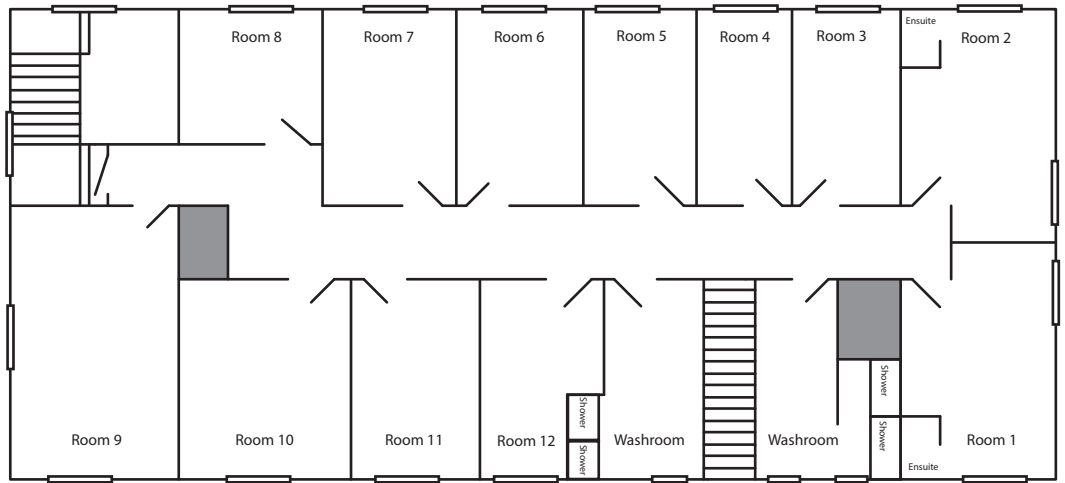 Ensuite
Room 8
Room 7
Room 6
Room 5
Room 4
Room 3
Room 2
Shower
Shower
Shower
Shower
Room 9
Room 10
Room 11
Room 12
Washroom
Washroom
Room 1
Ensuite